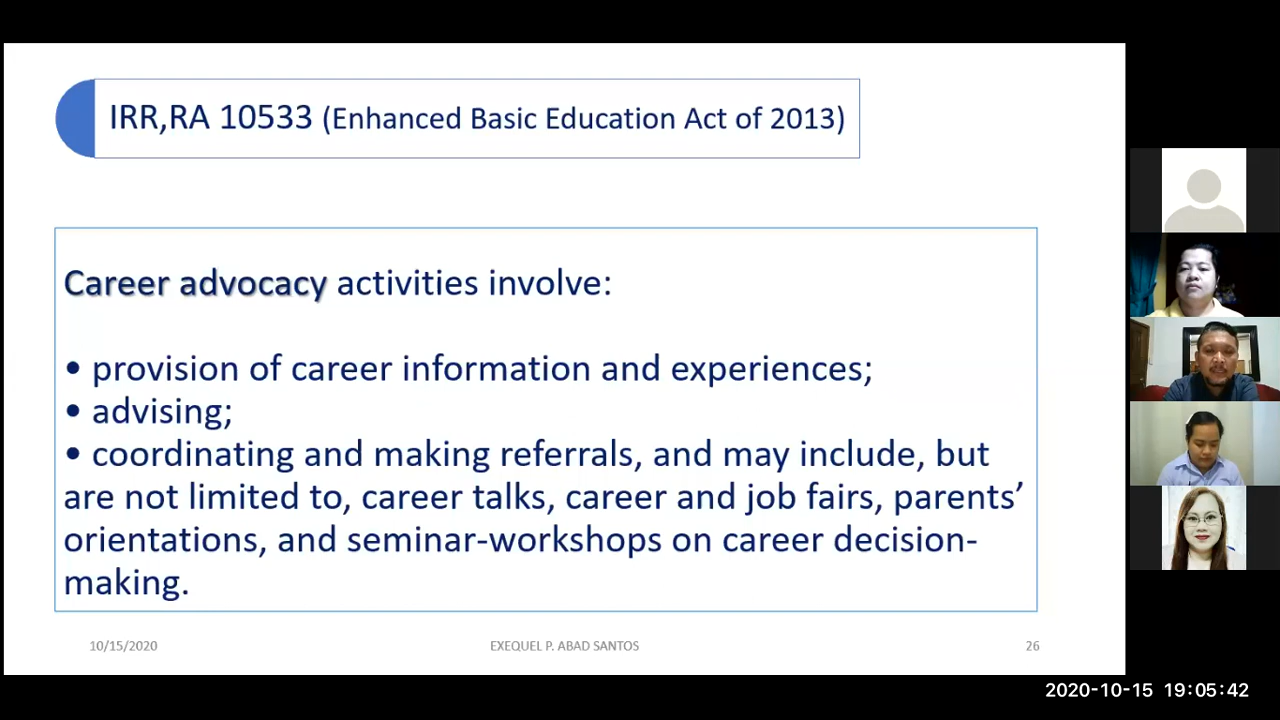 IRR,RA 10533 (Enhanced Basic Education Act of 2013)
Career advocacy activities involve:
• provision of career information and experiences;
• advising;
• coordinating and making referrals, and may include, but
are not limited to, career talks, career and job fairs, parents’
orientations, and seminar-workshops on career decision-
making.
10/15/2020
EXEQUEL P. ABAD SANTOS
26
2020-10-15 19:05:42